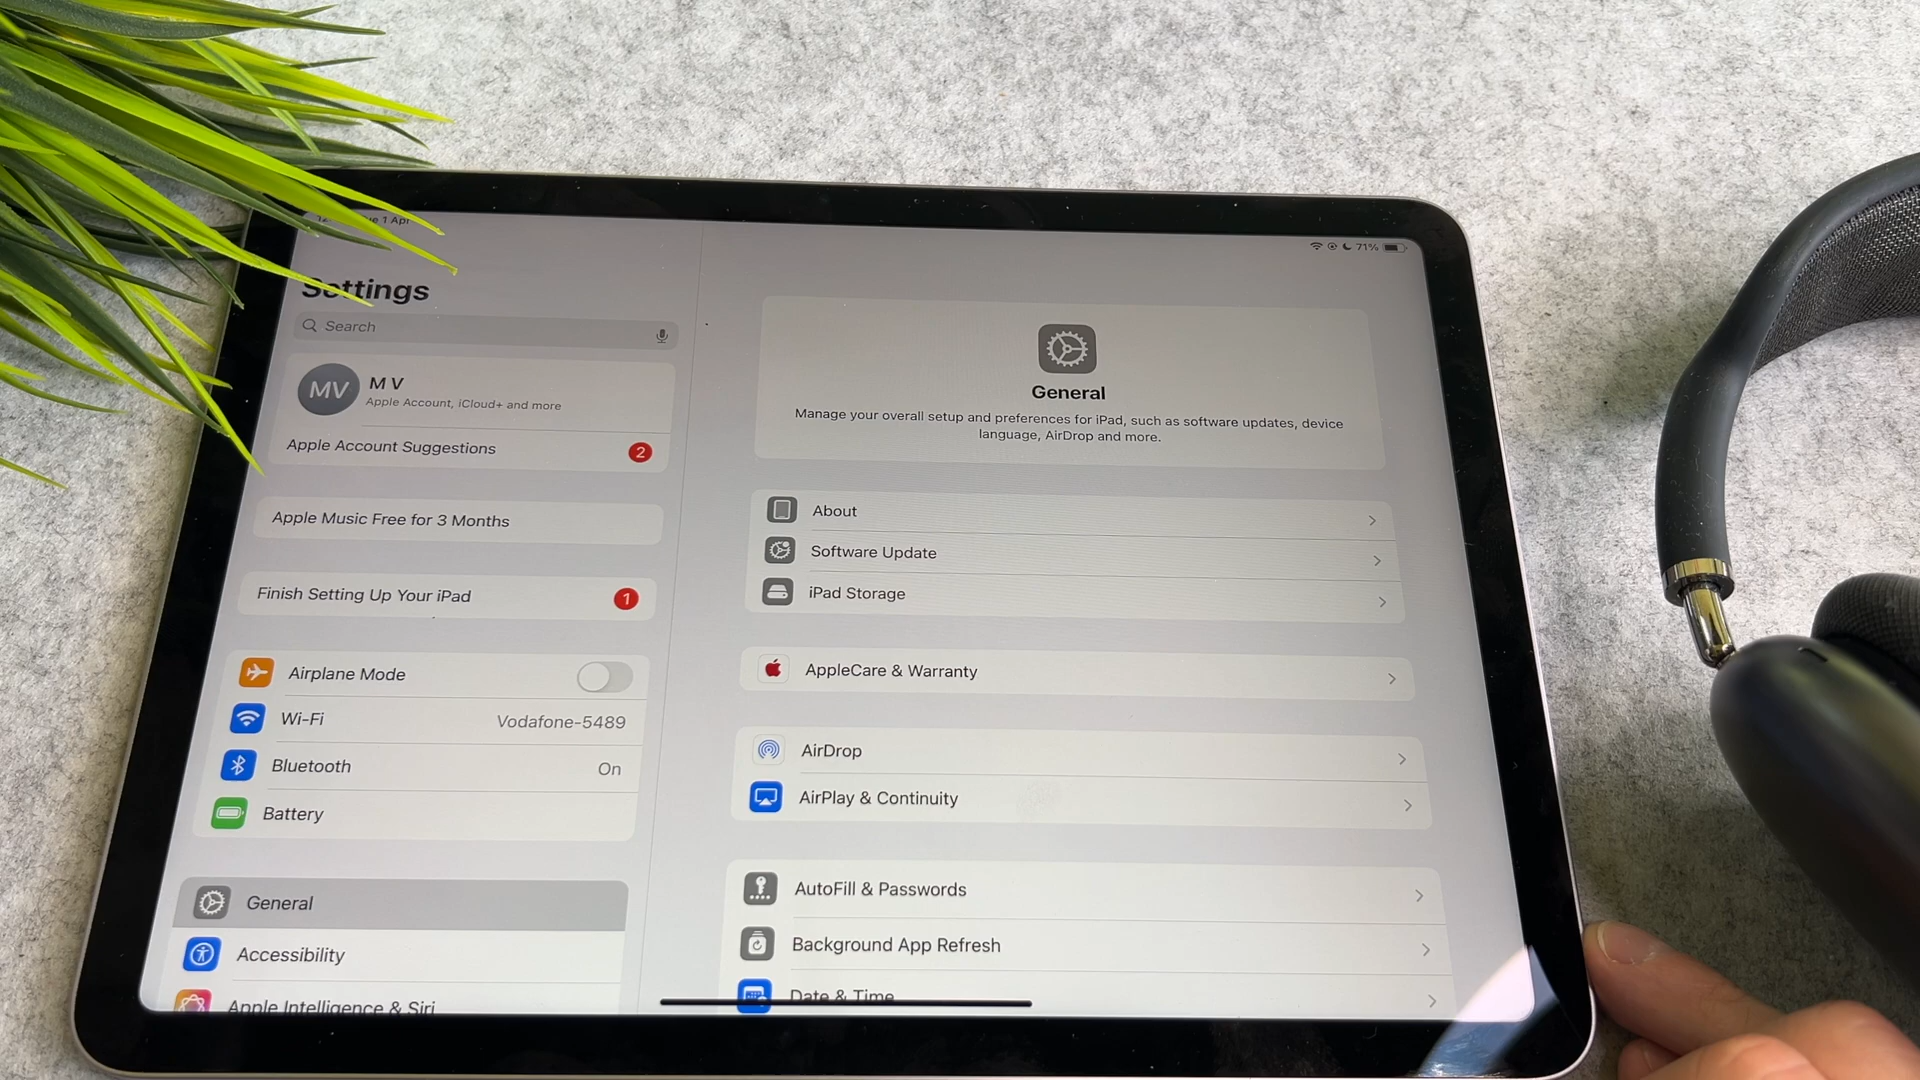 1 Apr
71%
Settings
Search
MV
M V
Apple Account, iCloud+ and more
Apple Account Suggestions
2
Apple Music Free for 3 Months
Finish Setting Up Your iPad
1
Airplane Mode
Wi-Fi
Vodafone-5489
Bluetooth
On
Battery
General
Accessibility
Apple Intelligence & Siri
General
Manage your overall setup and preferences for iPad, such as software updates, device
language, AirDrop and more.
About
Software Update
iPad Storage
AppleCare & Warranty
AirDrop
AirPlay & Continuity
AutoFill & Passwords
Background App Refresh
Date & Time